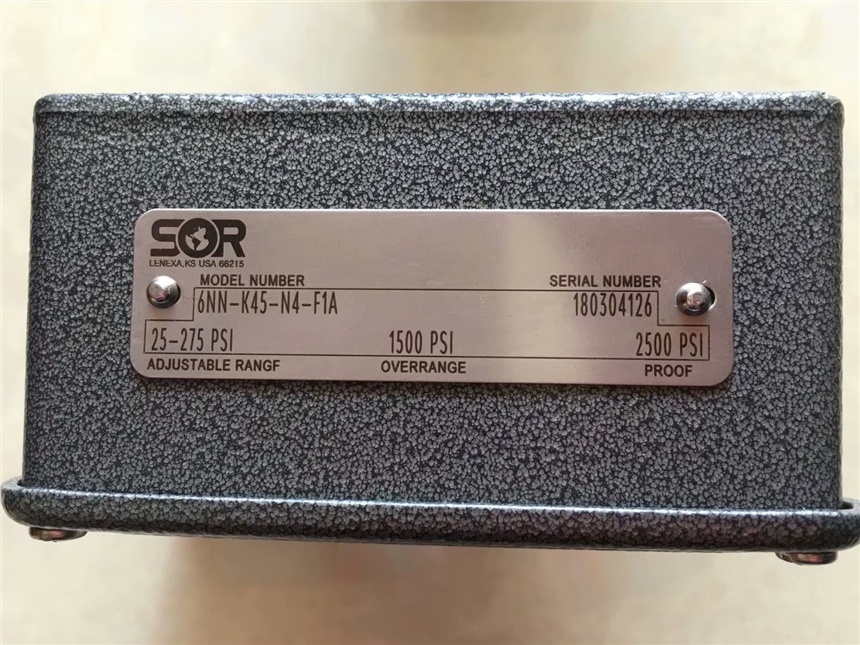 SOR
LENEXA, KS USA 66215
MODEL NUMBER SERIAL NUMBER
6NN-K45-N4-F1A 180304126
25-275 PSI 1500 PSI 2500 PSI
ADJUSTABLE RANGF OVERRANGE PROOF